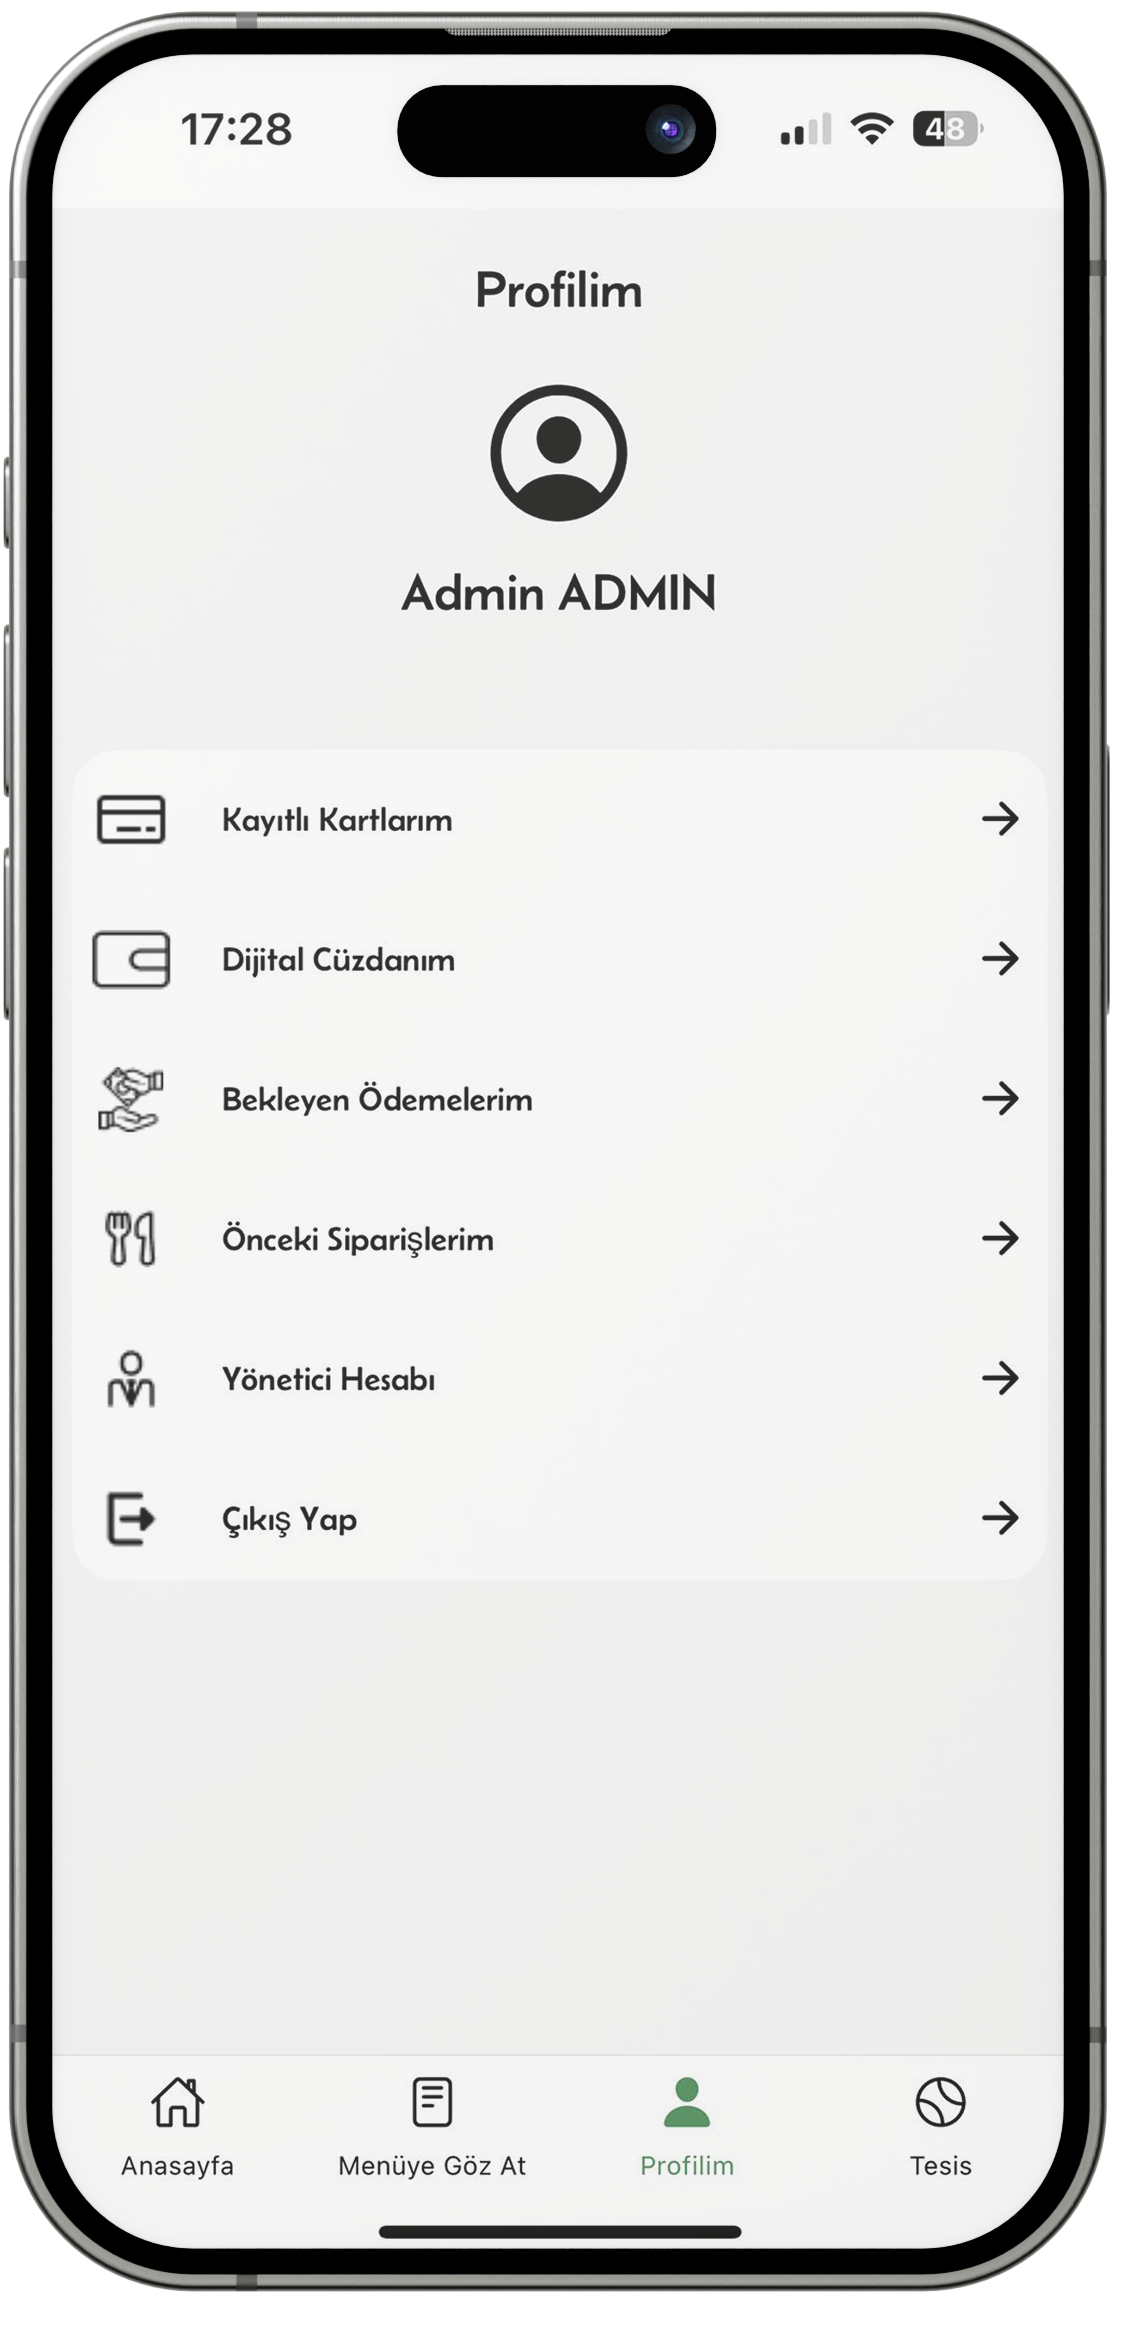 17:28
48
Profilim
Admin ADMIN
Kayıtlı Kartlarım
Dijital Cüzdanım
Bekleyen Ödemelerim
Önceki Siparişlerim
Yönetici Hesabı
Çıkış Yap
Anasayfa
Menüye Göz At
Profilim
Tesis